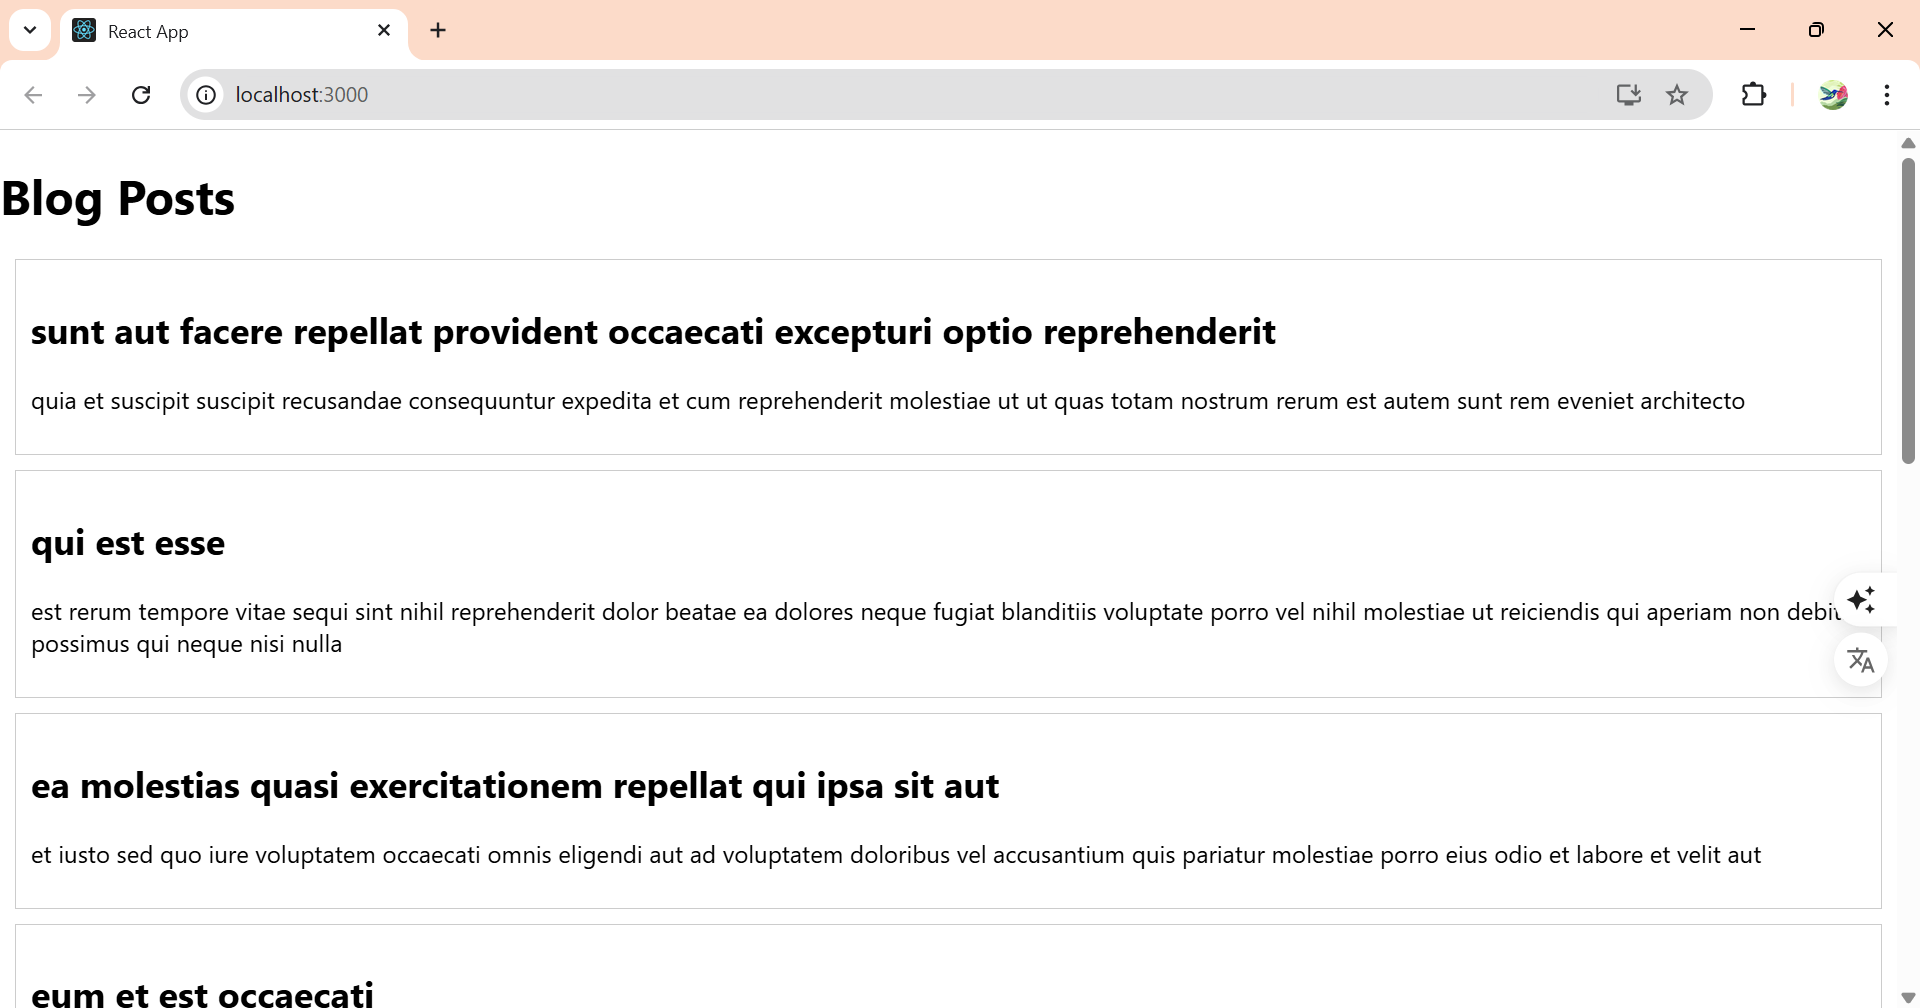 React App
localhost:3000
Blog Posts
sunt aut facere repellat provident occaecati excepturi optio reprehenderit
quia et suscipit suscipit recusandae consequuntur expedita et cum reprehenderit molestiae ut ut quas totam nostrum rerum est autem sunt rem eveniet architecto
qui est esse
est rerum tempore vitae sequi sint nihil reprehenderit dolor beatae ea dolores neque fugiat blanditiis voluptate porro vel nihil molestiae ut reiciendis qui aperiam non debit
possimus qui neque nisi nulla
ea molestias quasi exercitationem repellat qui ipsa sit aut
et iusto sed quo iure voluptatem occaecati omnis eligendi aut ad voluptatem doloribus vel accusantium quis pariatur molestiae porro eius odio et labore et velit aut
eum et est occaecati